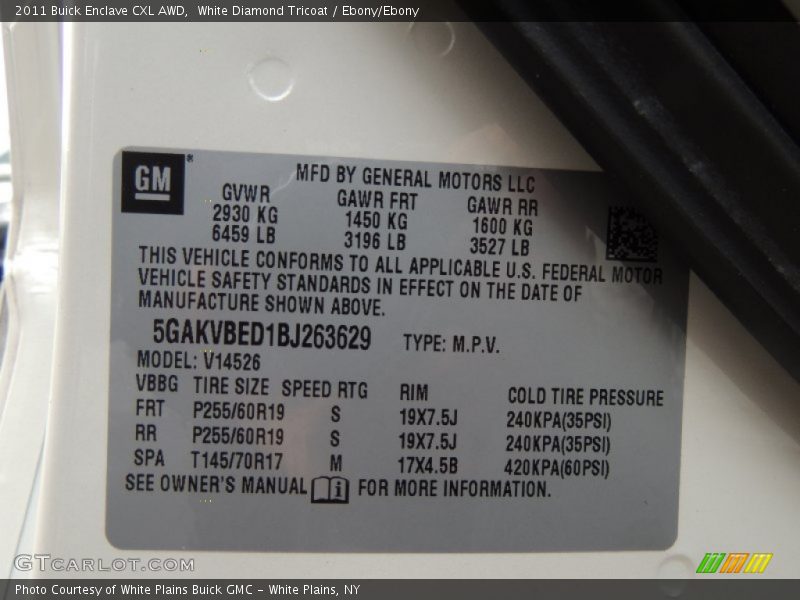 2011 Buick Enclave CXL AWD,  White Diamond Tricoat / Ebony/Ebony
GM
MFD BY GENERAL MOTORS LLC
GVWR GAWR FRT GAWR RR
2930 KG 1450 KG 1600 KG
6459 LB 3196 LB 3527 LB
THIS VEHICLE CONFORMS TO ALL APPLICABLE U.S. FEDERAL MOTOR
VEHICLE SAFETY STANDARDS IN EFFECT ON THE DATE OF
MANUFACTURE SHOWN ABOVE.
5GAKVBED1BJ263629 TYPE: M.P.V.
MODEL: V14526
VBBG TIRE SIZE SPEED RTG RIM COLD TIRE PRESSURE
FRT P255/60R19 S 19X7.5J 240KPA(35PSI)
RR P255/60R19 S 19X7.5J 240KPA(35PSI)
SPA T145/70R17 M 17X4.5B 420KPA(60PSI)
SEE OWNER'S MANUAL i FOR MORE INFORMATION.
GTCARLOT.COM
Photo Courtesy of White Plains Buick GMC - White Plains, NY